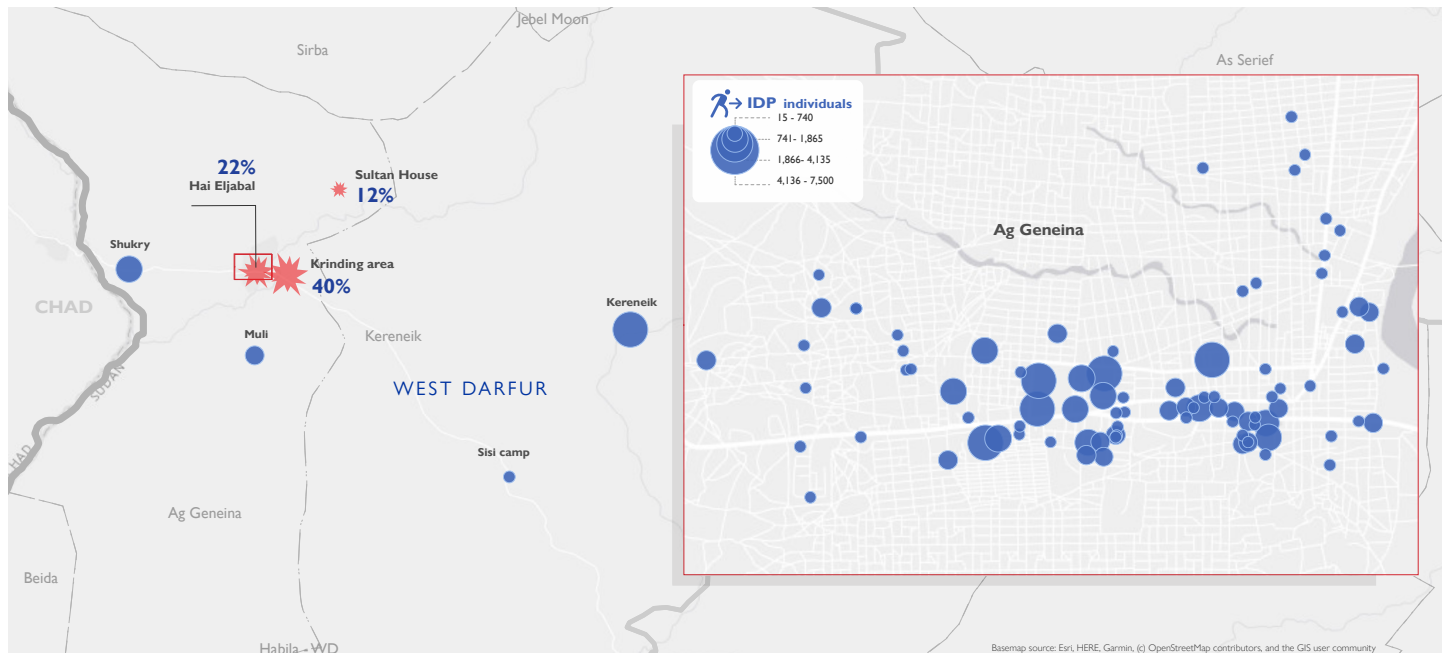 Jebel Moon
Sirba
As Serief
IDP individuals
15 - 740
741- 1,865
1,866- 4,135
4,136 - 7,500
22%
Hai Eljabal
Sultan House
12%
Ag Geneina
Shukry
Krinding area
40%
CHAD
Kereneik
Muli
Kereneik
WEST DARFUR
SUDAN
HAD
Sisi camp
Ag Geneina
Beida
Habila - WD
Basemap source: Esri, HERE, Garmin, (c) OpenStreetMap contributors, and the GIS user community